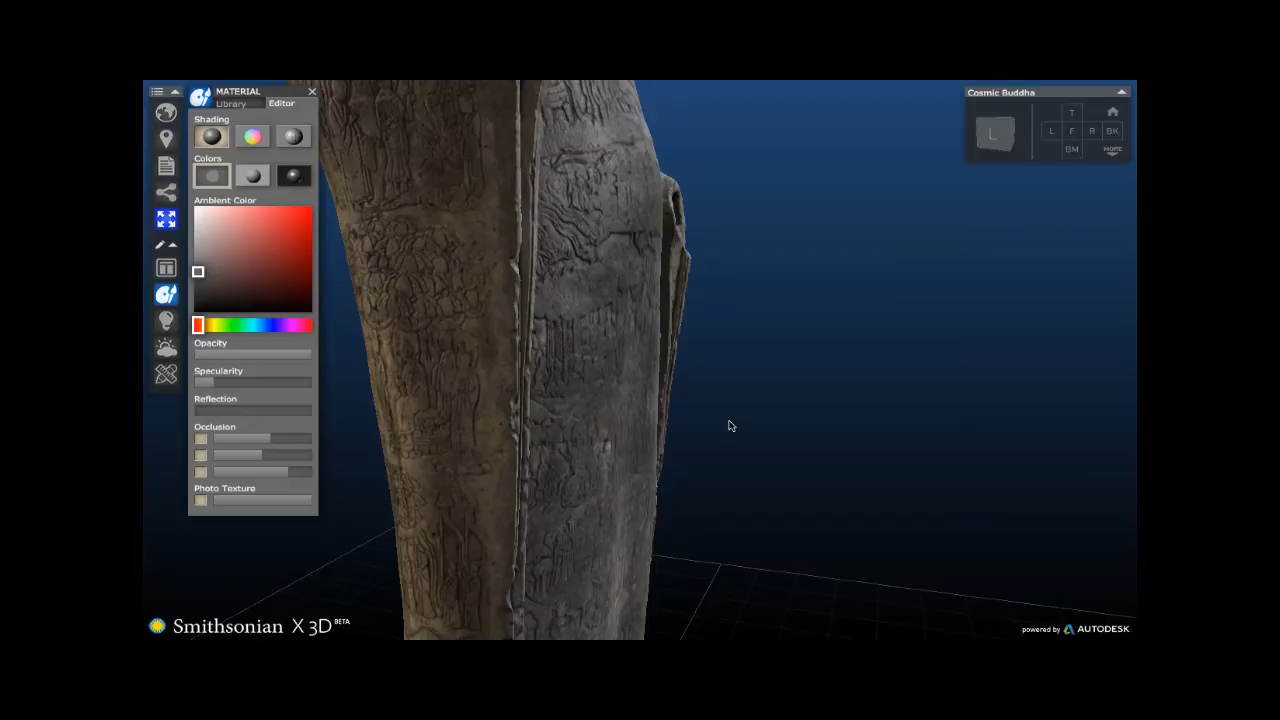 MATERIAL
Library Editor
Shading
Colors
Ambient Color
Opacity
Specularity
Reflection
Occlusion
Photo Texture
Cosmic Buddha
T
L
L F R BK
BM MORE
Smithsonian X 3D BETA
powered by AUTODESK